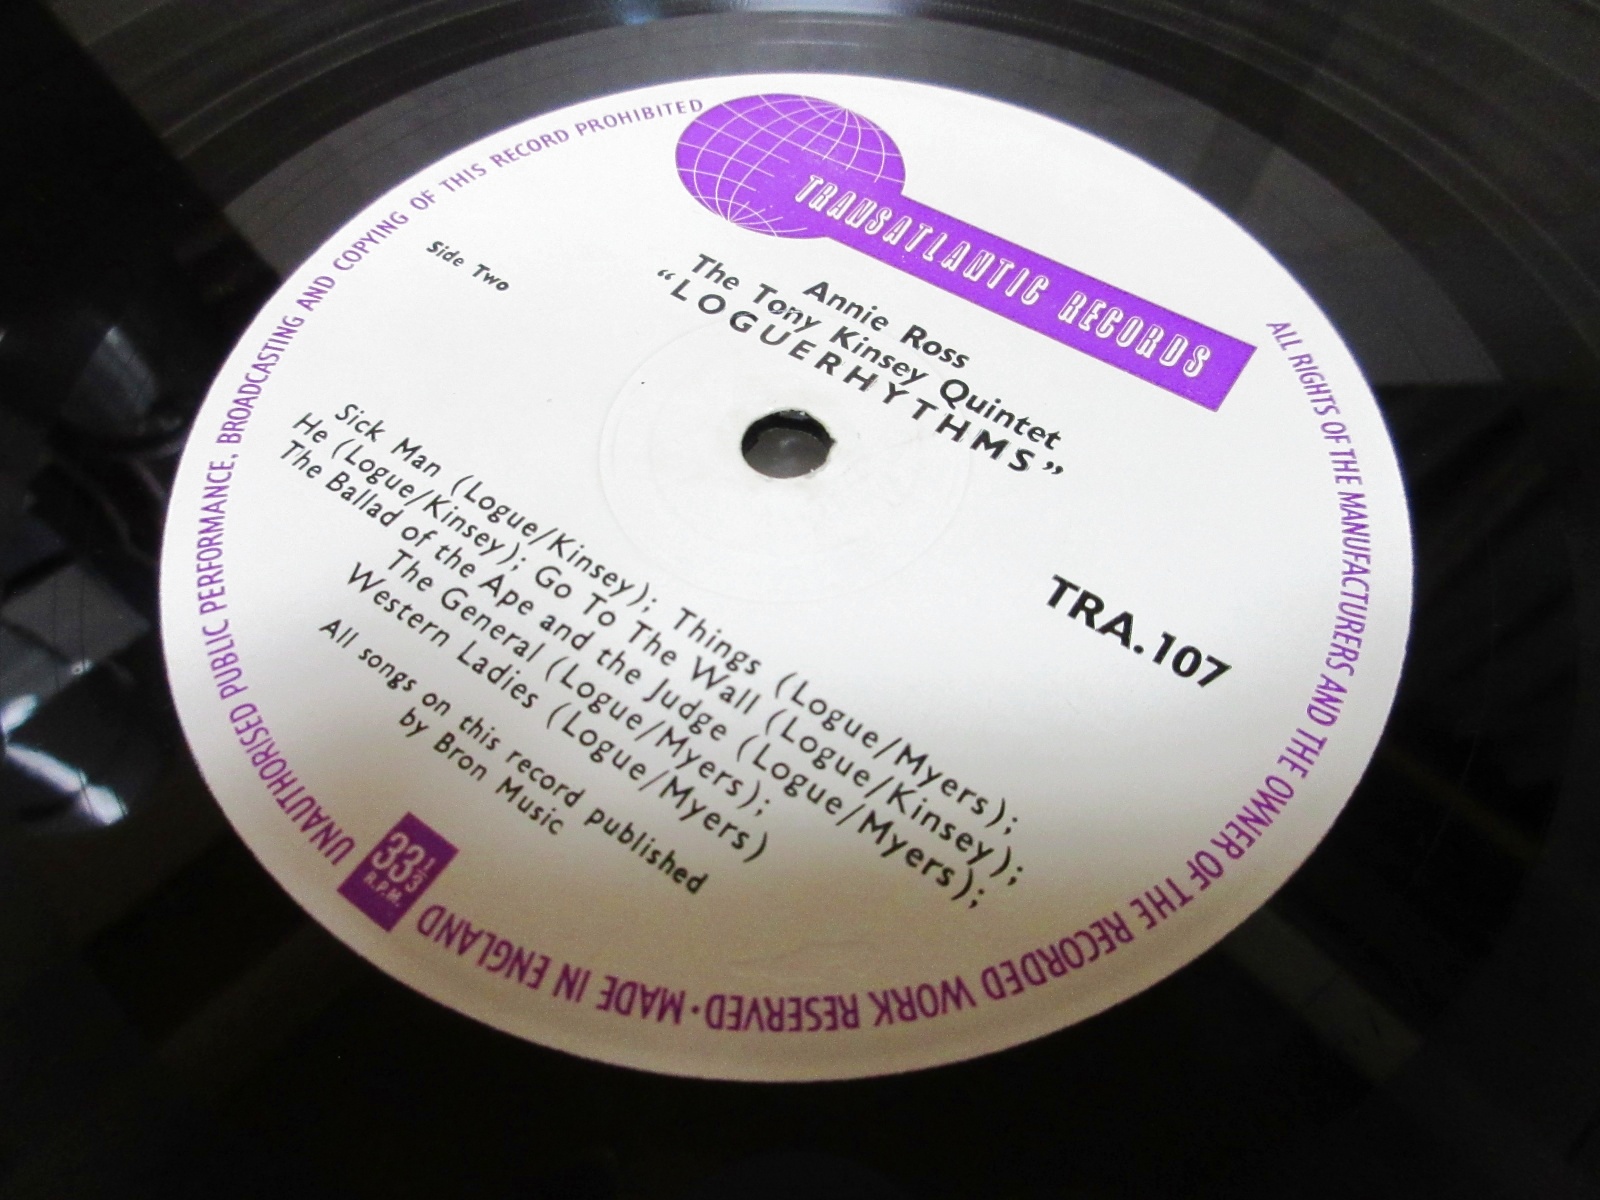 TRANSATLANTIC RECORDS
Annie Ross
The Tony Kinsey Quintet
“LOGUERHYTHMS”
Side Two
TRA.107
Sick Man (Logue/Kinsey); Things (Logue/Myers);
He (Logue/Kinsey); Go To The Wall (Logue/Kinsey);
The Ballad of the Ape and the Judge (Logue/Myers);
The General (Logue/Myers);
Western Ladies (Logue/Myers)
All songs on this record published
by Bron Music
33⅓
R.P.M.
ALL RIGHTS OF THE MANUFACTURERS AND THE OWNER OF THE RECORDED WORK RESERVED · MADE IN ENGLAND
UNAUTHORISED PUBLIC PERFORMANCE, BROADCASTING AND COPYING OF THIS RECORD PROHIBITED